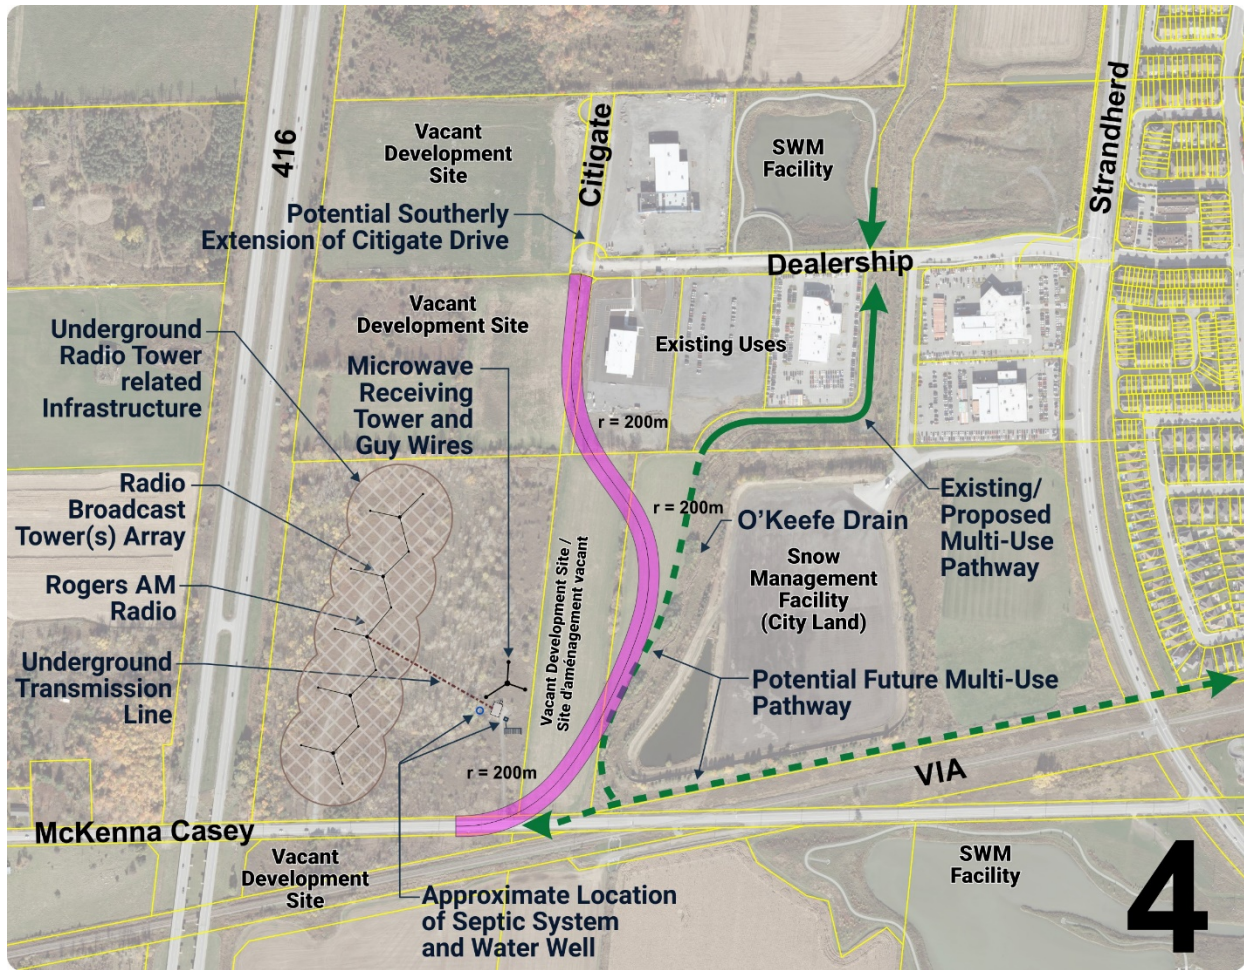 416
Vacant
Development
Site
Citigate
SWM
Facility
Strandherd
Potential Southerly
Extension of Citigate Drive
Dealership
Vacant
Development Site
Underground
Radio Tower
related
Infrastructure
Existing Uses
Microwave
Receiving
Tower and
Guy Wires
r = 200m
Radio
Broadcast
Tower(s) Array
r = 200m
O'Keefe Drain
Existing/
Proposed
Multi-Use
Pathway
Snow
Management
Facility
(City Land)
Rogers AM
Radio
Vacant Development Site /
Site d'aménagement vacant
Underground
Transmission
Line
Potential Future Multi-Use
Pathway
r = 200m
VIA
McKenna Casey
Vacant
Development
Site
SWM
Facility
Approximate Location
of Septic System
and Water Well
4